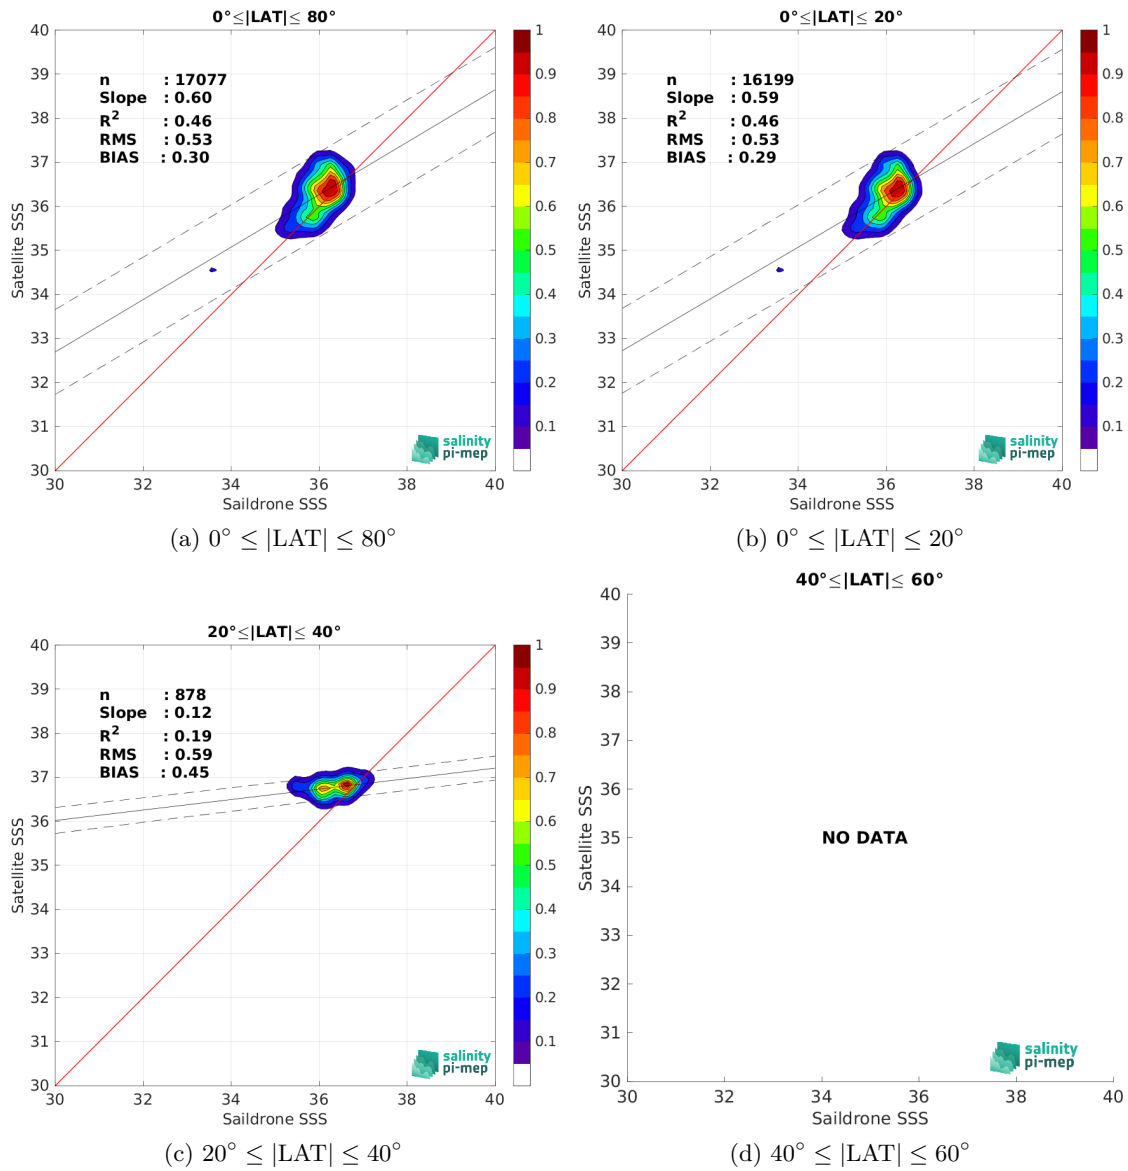 0°≤|LAT|≤ 80°
40
39
38
37
36
35
34
33
32
31
30
Satellite SSS
n : 17077
Slope : 0.60
R2 : 0.46
RMS : 0.53
BIAS : 0.30
30 32 34 36 38 40
Saildrone SSS
1
0.9
0.8
0.7
0.6
0.5
0.4
0.3
0.2
0.1
salinity
pi-mep
(a) 0° ≤ |LAT| ≤ 80°
0°≤|LAT|≤ 20°
40
39
38
37
36
35
34
33
32
31
30
Satellite SSS
n : 16199
Slope : 0.59
R2 : 0.46
RMS : 0.53
BIAS : 0.29
30 32 34 36 38 40
Saildrone SSS
1
0.9
0.8
0.7
0.6
0.5
0.4
0.3
0.2
0.1
salinity
pi-mep
(b) 0° ≤ |LAT| ≤ 20°
20°≤|LAT|≤ 40°
40
39
38
37
36
35
34
33
32
31
30
Satellite SSS
n : 878
Slope : 0.12
R2 : 0.19
RMS : 0.59
BIAS : 0.45
30 32 34 36 38 40
Saildrone SSS
1
0.9
0.8
0.7
0.6
0.5
0.4
0.3
0.2
0.1
salinity
pi-mep
(c) 20° ≤ |LAT| ≤ 40°
40°≤|LAT|≤ 60°
40
39
38
37
36
35
34
33
32
31
30
Satellite SSS
NO DATA
30 32 34 36 38 40
Saildrone SSS
salinity
pi-mep
(d) 40° ≤ |LAT| ≤ 60°